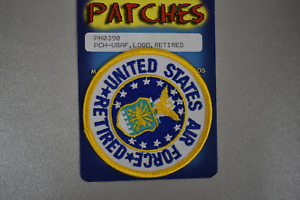 PATCHES
PM0390
PCH-USAF,LOGO,RETIRED
UNITED STATES AIR FORCE
RETIRED